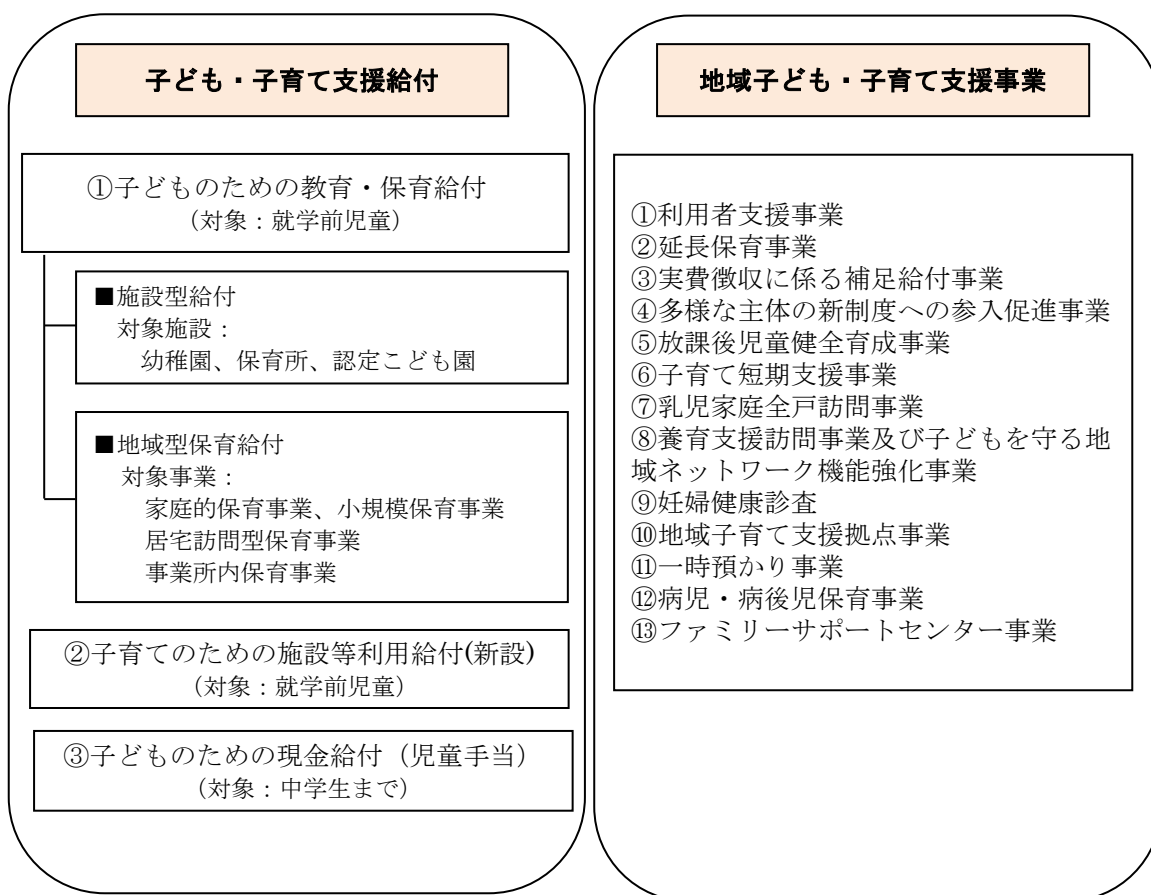 子ども・子育て支援給付
①子どものための教育・保育給付
(対象：就学前児童)
■施設型給付
対象施設：
幼稚園、保育所、認定こども園
■地域型保育給付
対象事業：
家庭的保育事業、小規模保育事業
居宅訪問型保育事業
事業所内保育事業
②子育てのための施設等利用給付(新設)
(対象：就学前児童)
③子どものための現金給付（児童手当）
(対象：中学生まで)
地域子ども・子育て支援事業
①利用者支援事業
②延長保育事業
③実費徴収に係る補足給付事業
④多様な主体の新制度への参入促進事業
⑤放課後児童健全育成事業
⑥子育て短期支援事業
⑦乳児家庭全戸訪問事業
⑧養育支援訪問事業及び子どもを守る地
域ネットワーク機能強化事業
⑨妊婦健康診査
⑩地域子育て支援拠点事業
⑪一時預かり事業
⑫病児・病後児保育事業
⑬ファミリーサポートセンター事業